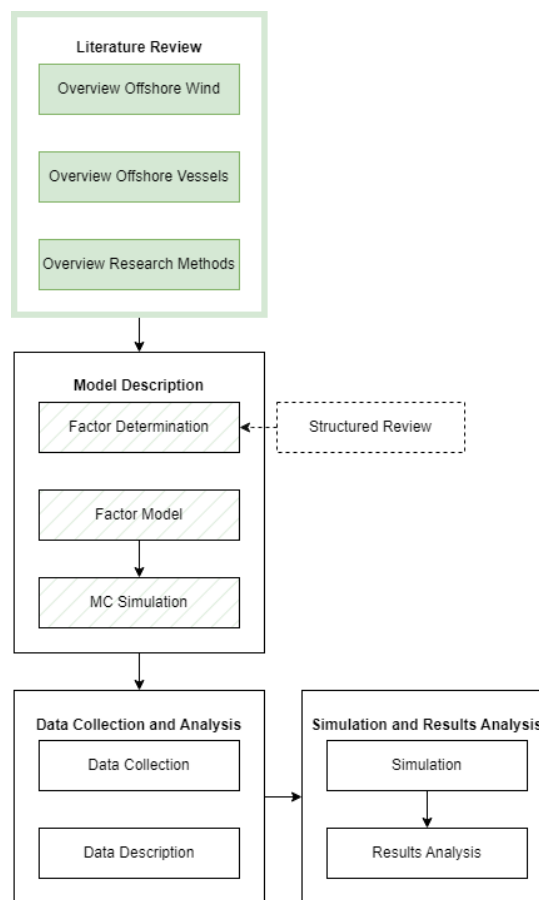 Literature Review
Overview Offshore Wind
Overview Offshore Vessels
Overview Research Methods
Model Description
Factor Determination
Structured Review
Factor Model
MC Simulation
Data Collection and Analysis
Data Collection
Data Description
Simulation and Results Analysis
Simulation
Results Analysis